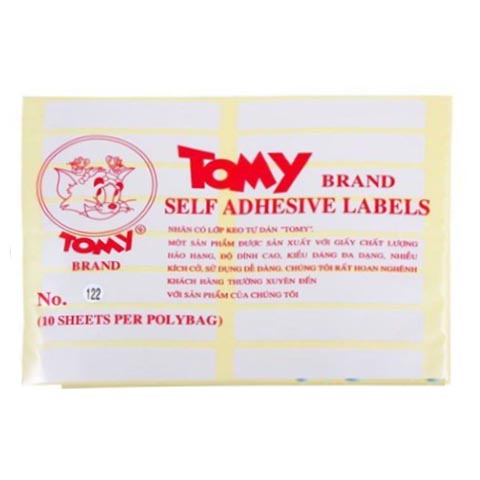 TOMY BRAND
SELF ADHESIVE LABELS
TOMY®
BRAND
NHÃN CÓ LỚP KEO TỰ DÁN "TOMY".
MỘT SẢN PHẨM ĐƯỢC SẢN XUẤT VỚI GIẤY CHẤT LƯỢNG
HẢO HẠNG, ĐỘ DÍNH CAO, KIỂU DÁNG ĐA DẠNG, NHIỀU
KÍCH CỠ, SỬ DỤNG DỄ DÀNG. CHÚNG TÔI RẤT HOAN NGHÊNH
KHÁCH HÀNG THƯỜNG XUYÊN ĐẾN
VỚI SẢN PHẨM CỦA CHÚNG TÔI
No. 122
(10 SHEETS PER POLYBAG)